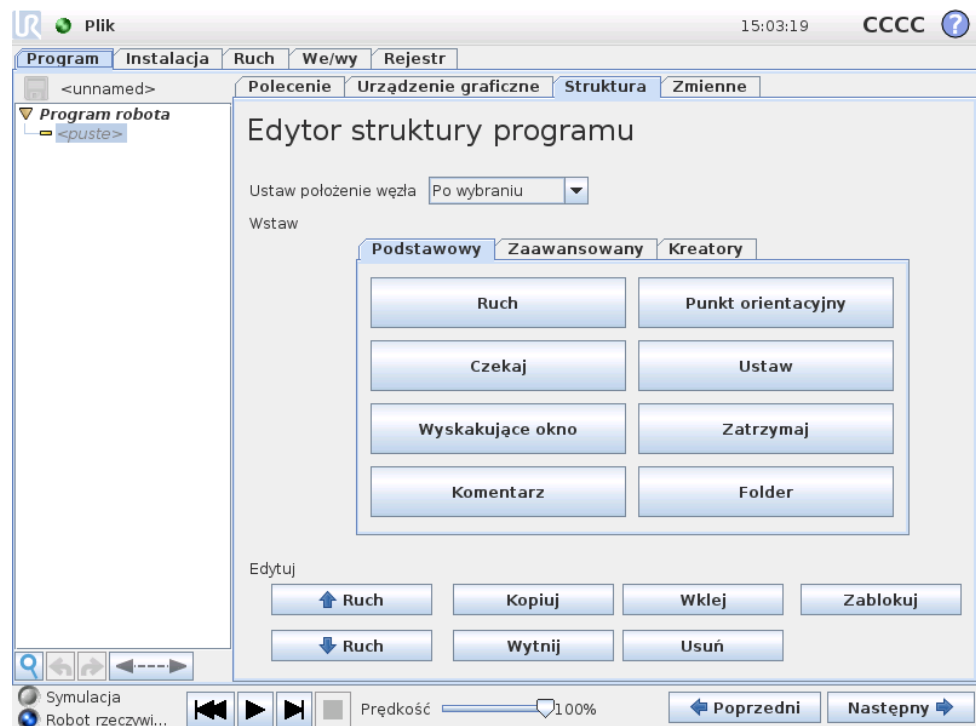 UR Plik 15:03:19 CCCC ?
Program Instalacja Ruch We/wy Rejestr
<unnamed>
Program robota
<puste>
Polecenie Urządzenie graficzne Struktura Zmienne
Edytor struktury programu
Ustaw położenie węzła Po wybraniu
Wstaw
Podstawowy Zaawansowany Kreatory
Ruch Punkt orientacyjny
Czekaj Ustaw
Wyskakujące okno Zatrzymaj
Komentarz Folder
Edytuj
Ruch Kopiuj Wklej Zablokuj
Ruch Wytnij Usuń
Symulacja
Robot rzeczywi...
Prędkość 100%
Poprzedni Następny